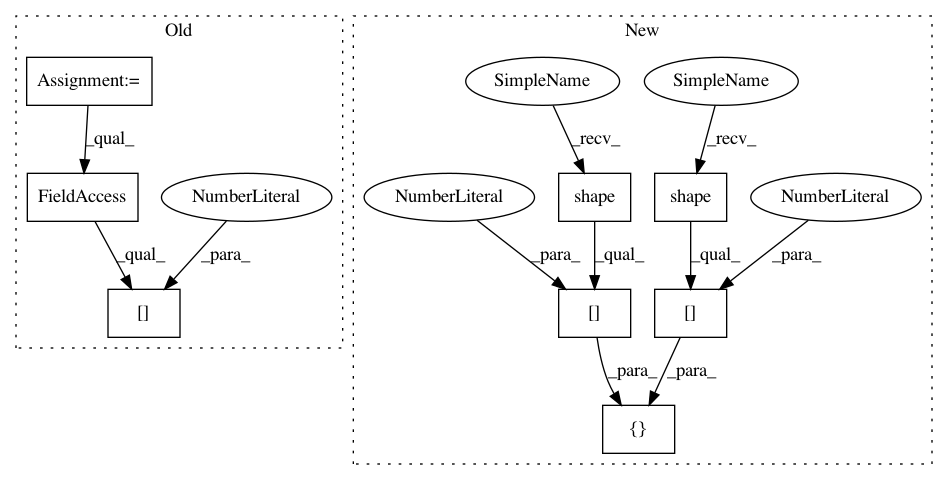 Old
New
Assignment:=
SimpleName
SimpleName
_qual_
_recv_
_recv_
FieldAccess
NumberLiteral
NumberLiteral
shape
shape
NumberLiteral
_qual_
_para_
_para_
_qual_
_qual_
_para_
[]
[]
[]
_para_
_para_
{}